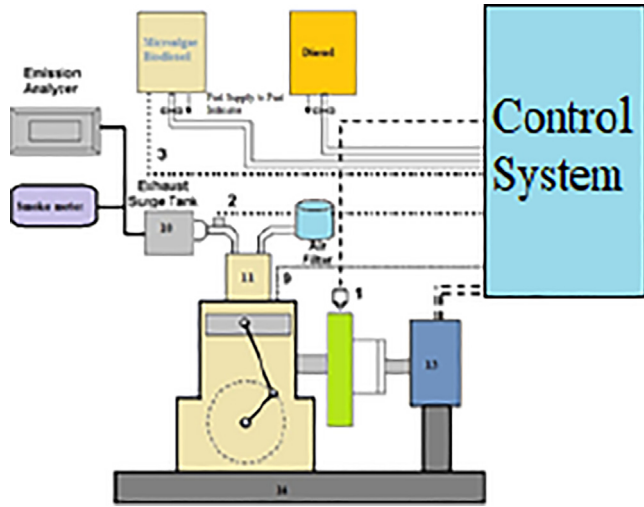 Microalgae
Biodiesel
Diesel
Emission
Analyzer
Fuel Supply to Fuel
Indicator
Control
System
3
Exhaust
Surge Tank
2
Smoke meter
10
Air
Filter
11
9
1
13
14